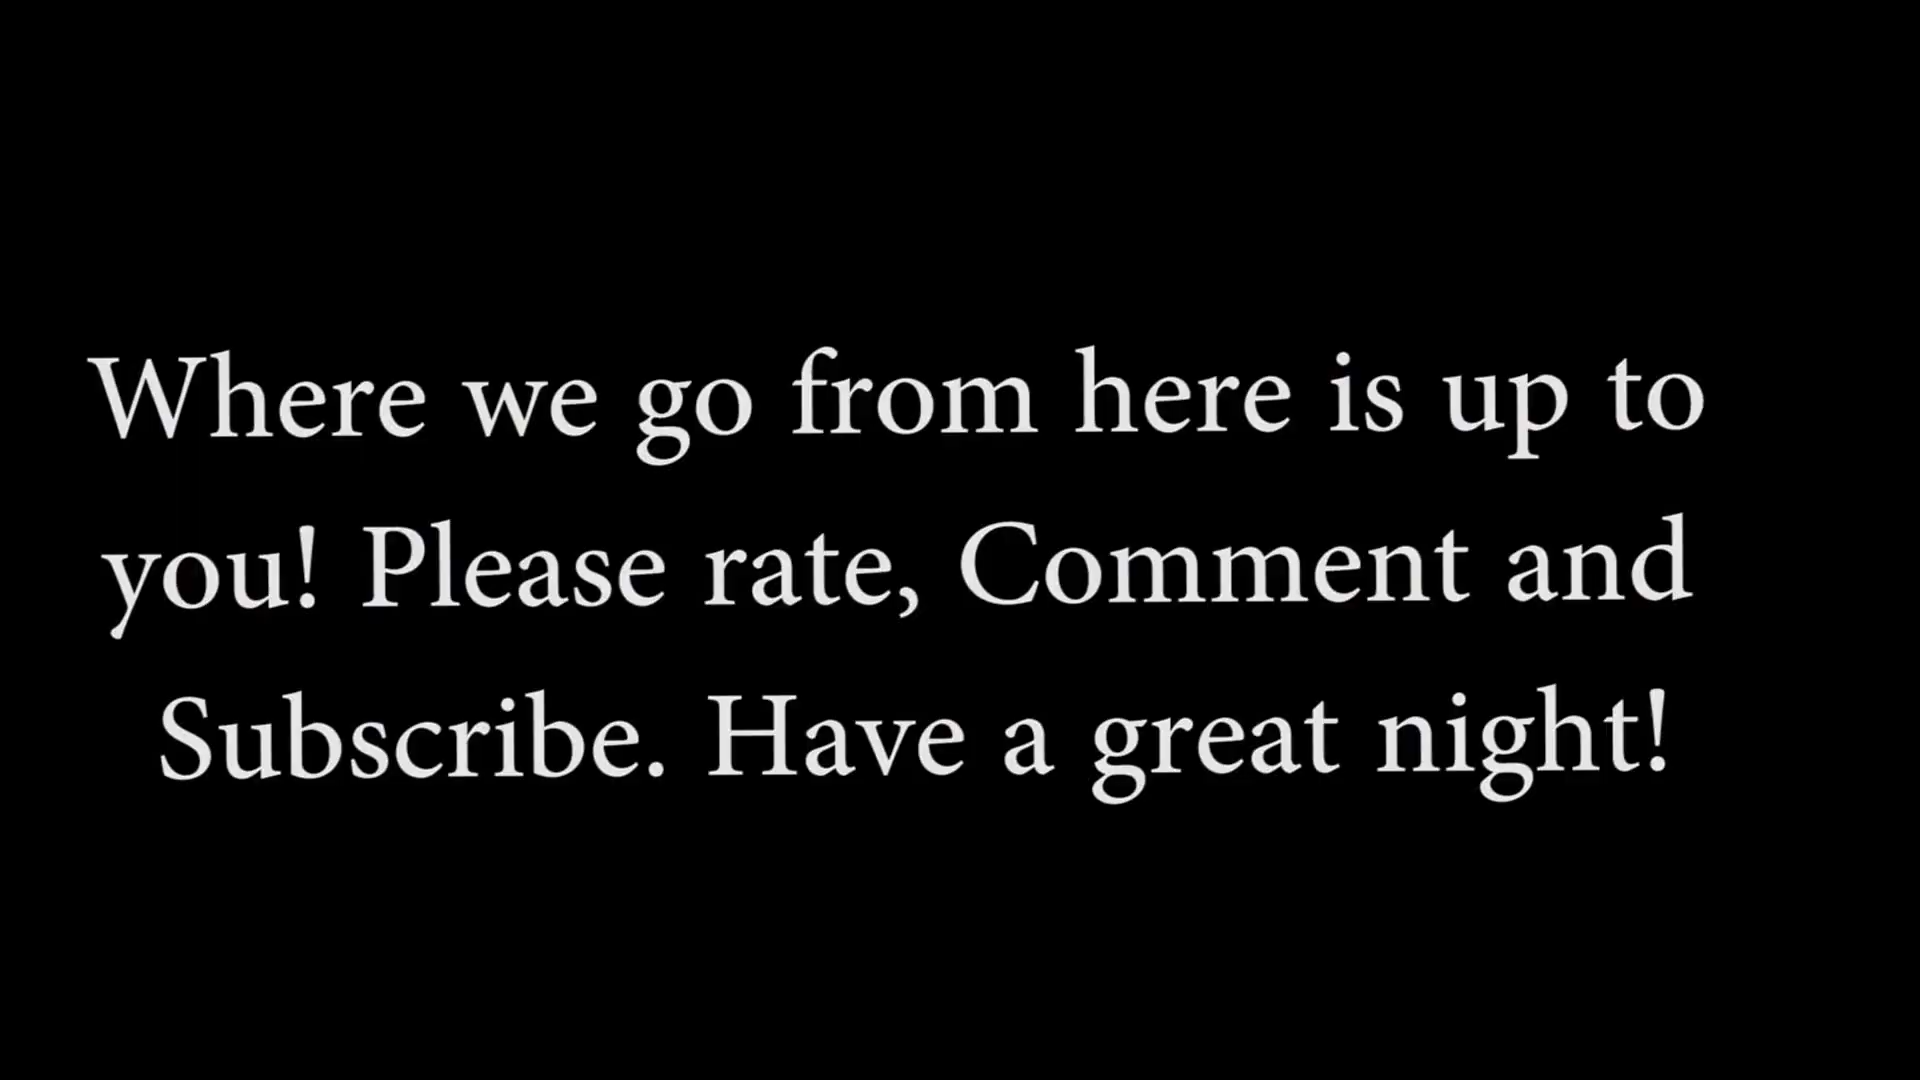 Where we go from here is up to
you! Please rate, Comment and
Subscribe. Have a great night!